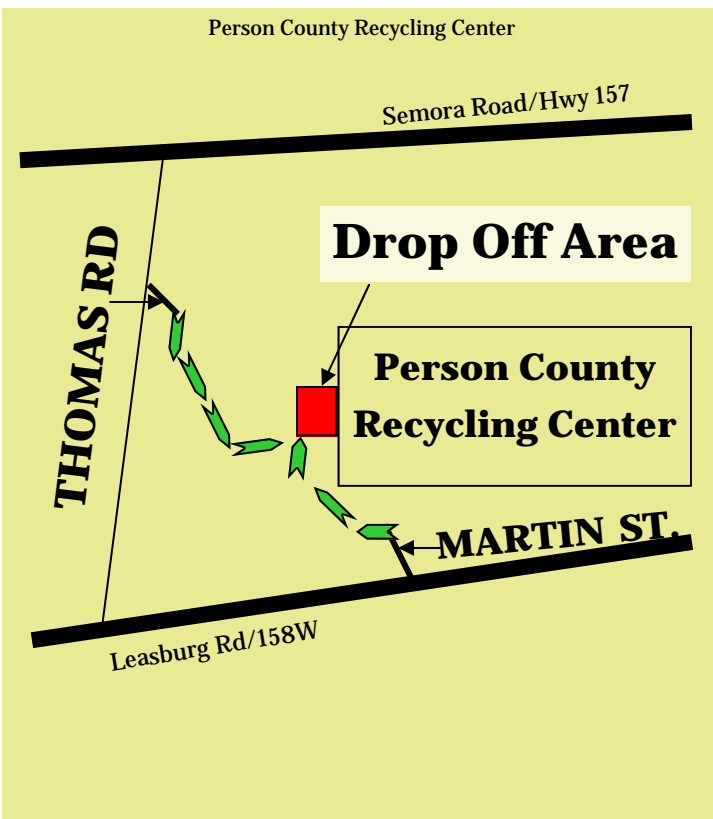 Person County Recycling Center
Semora Road/Hwy 157
THOMAS RD
Drop Off Area
Person County
Recycling Center
MARTIN ST.
Leasburg Rd/158W